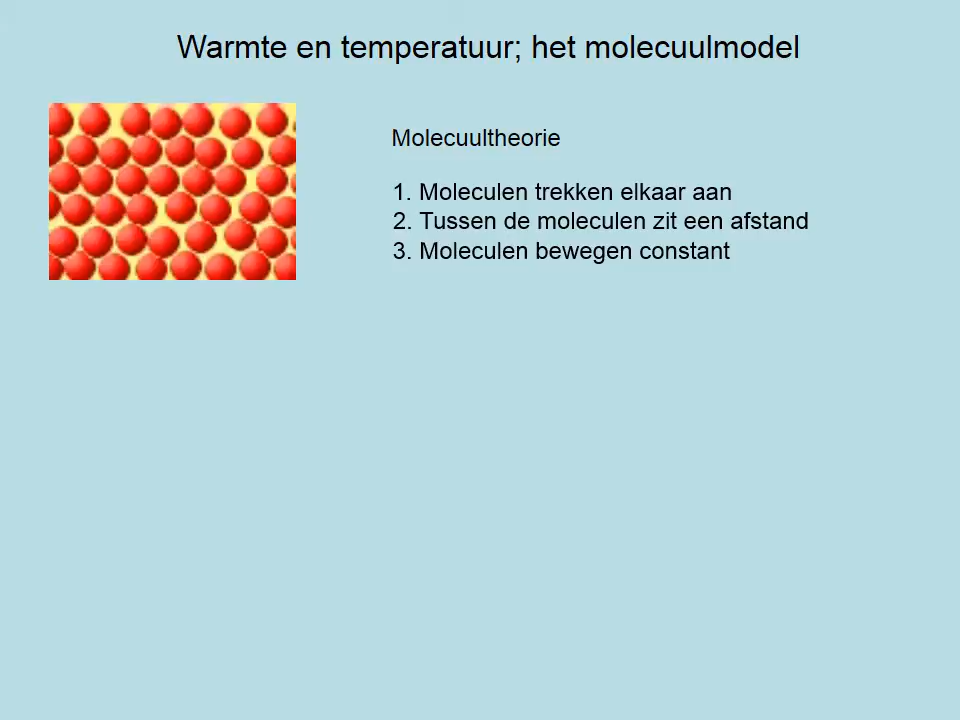 Warmte en temperatuur; het molecuulmodel
Molecuultheorie
1. Moleculen trekken elkaar aan
2. Tussen de moleculen zit een afstand
3. Moleculen bewegen constant